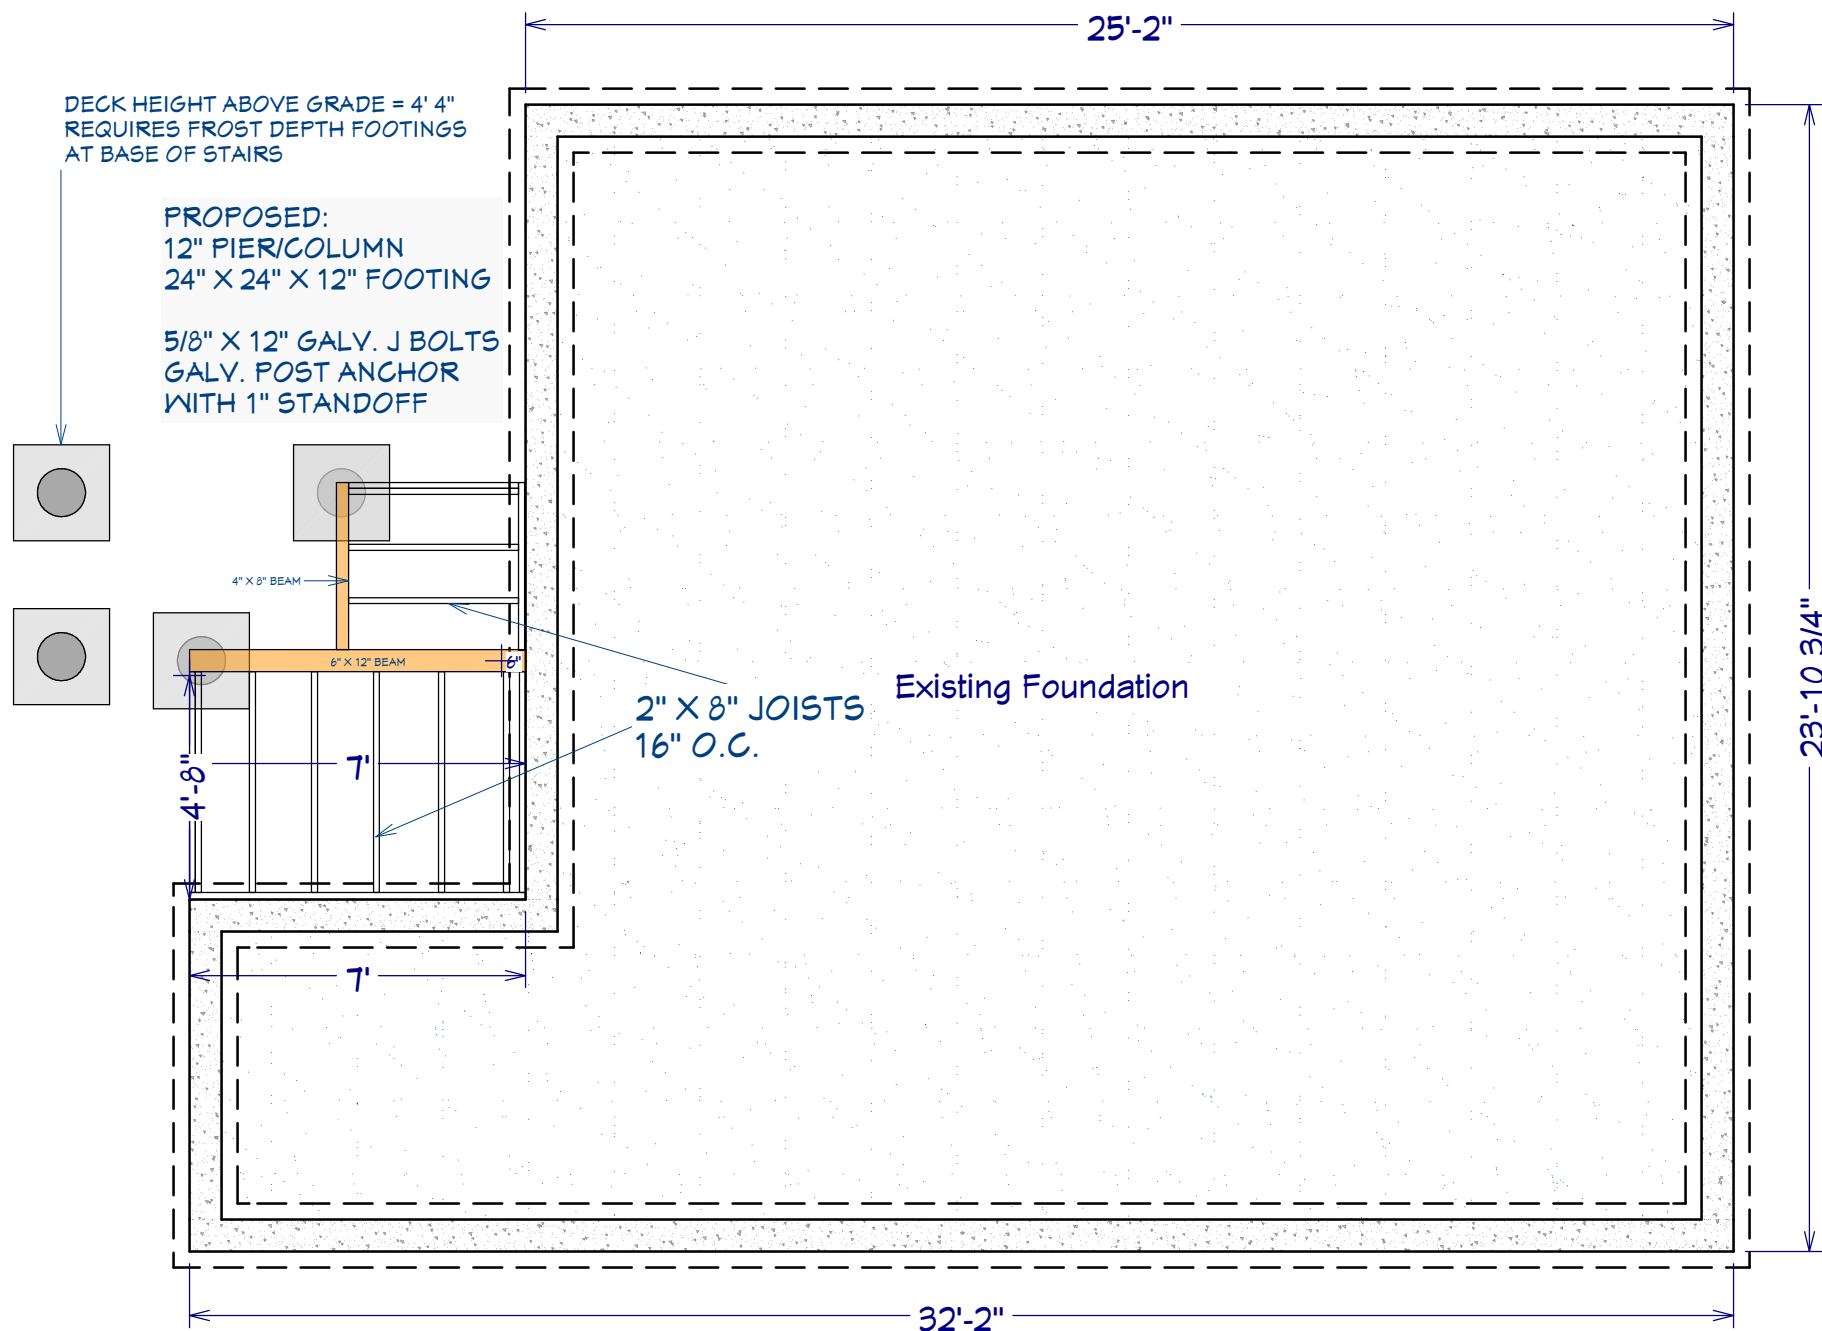 25'-2"
DECK HEIGHT ABOVE GRADE = 4' 4"
REQUIRES FROST DEPTH FOOTINGS
AT BASE OF STAIRS
PROPOSED:
12" PIER/COLUMN
24" X 24" X 12" FOOTING
5/8" X 12" GALV. J BOLTS
GALV. POST ANCHOR
WITH 1" STANDOFF
4" X 8" BEAM
6" X 12" BEAM
6"
Existing Foundation
2" X 8" JOISTS
16" O.C.
23'-10 3/4"
7'
4'-8"
7'
32'-2"